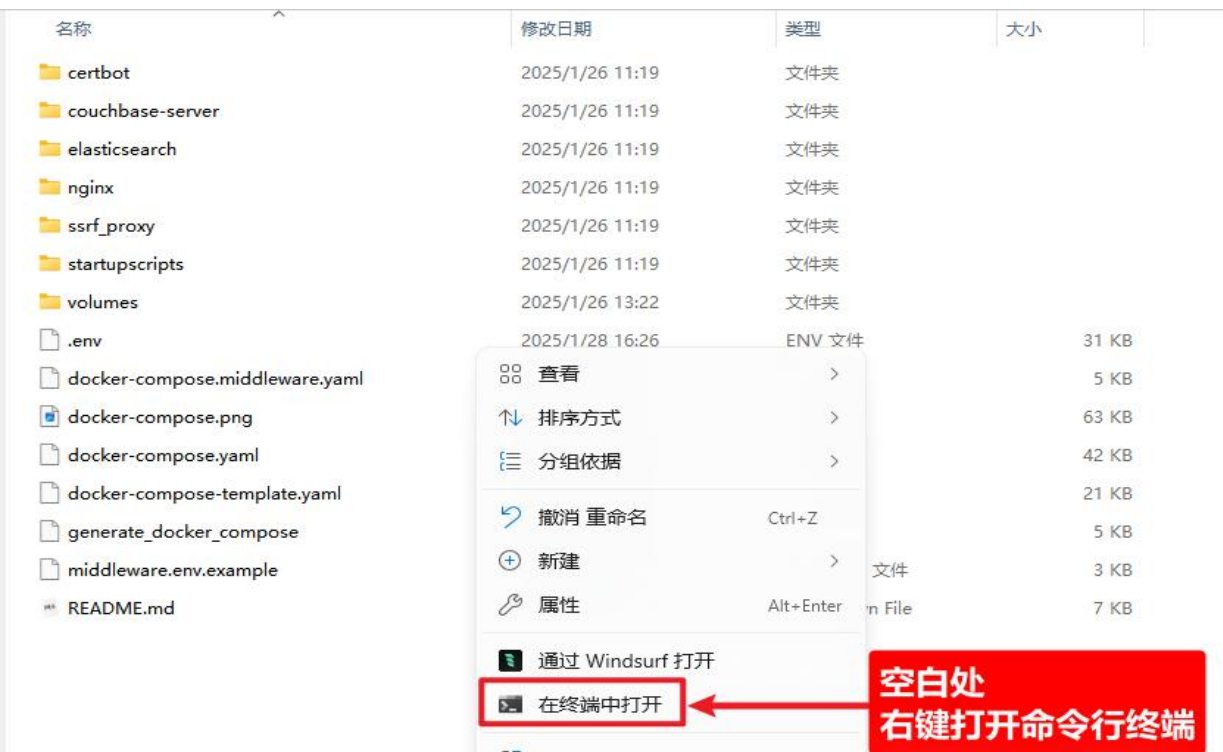 名称 修改日期 类型 大小
certbot 2025/1/26 11:19 文件夹
couchbase-server 2025/1/26 11:19 文件夹
elasticsearch 2025/1/26 11:19 文件夹
nginx 2025/1/26 11:19 文件夹
ssrf_proxy 2025/1/26 11:19 文件夹
startupscripts 2025/1/26 11:19 文件夹
volumes 2025/1/26 13:22 文件夹
.env 2025/1/28 16:26 ENV 文件 31 KB
docker-compose.middleware.yaml 5 KB
docker-compose.png 63 KB
docker-compose.yaml 42 KB
docker-compose-template.yaml 21 KB
generate_docker_compose 5 KB
middleware.env.example 文件 3 KB
README.md n File 7 KB
查看
排序方式
分组依据
撤消 重命名 Ctrl+Z
新建
属性 Alt+Enter
通过 Windsurf 打开
在终端中打开
空白处
右键打开命令行终端